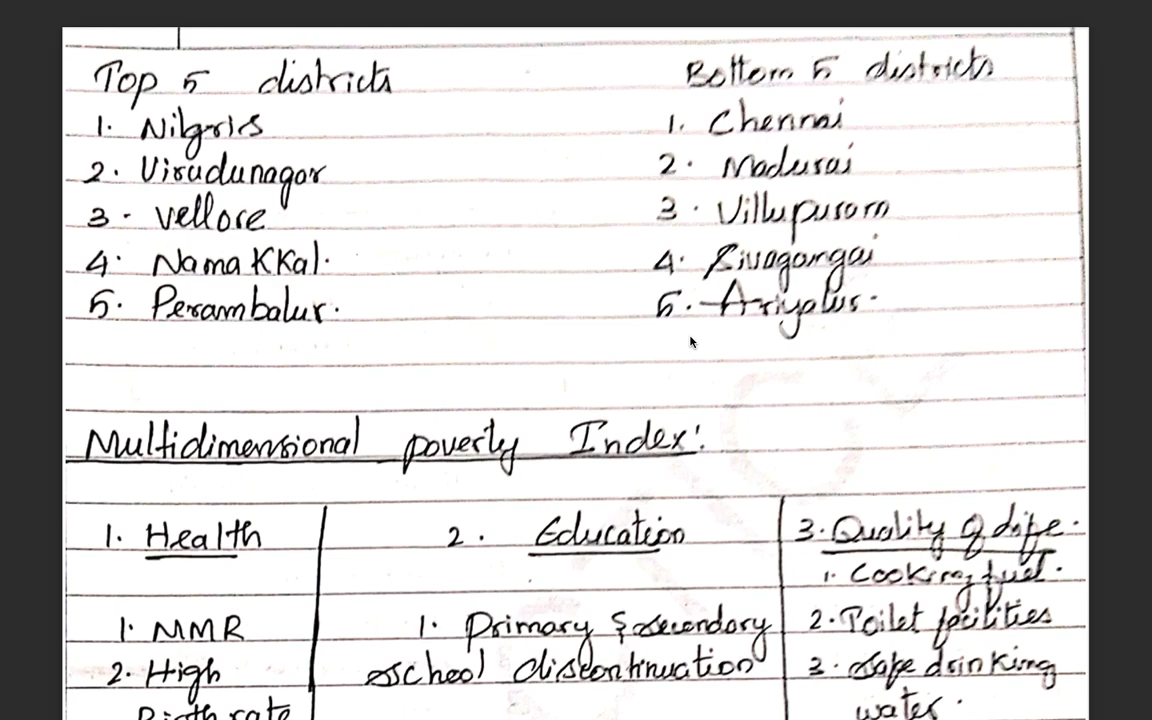 Top 5 districts
1. Nilgris
2. Virudunagar
3. Vellore
4. Namakkal.
5. Perambalur.
Bottom 5 districts
1. Chennai
2. Madurai
3. Villupuram
4. Sivagangai
5. Ariyalur.
Multidimensional poverty Index:
1. Health
1. MMR
2. High
Birth rate
2. Education
1. Primary & secondary
school discontinuation
3. Quality of life.
1. Cooking fuel.
2. Toilet facilities
3. safe drinking
water.